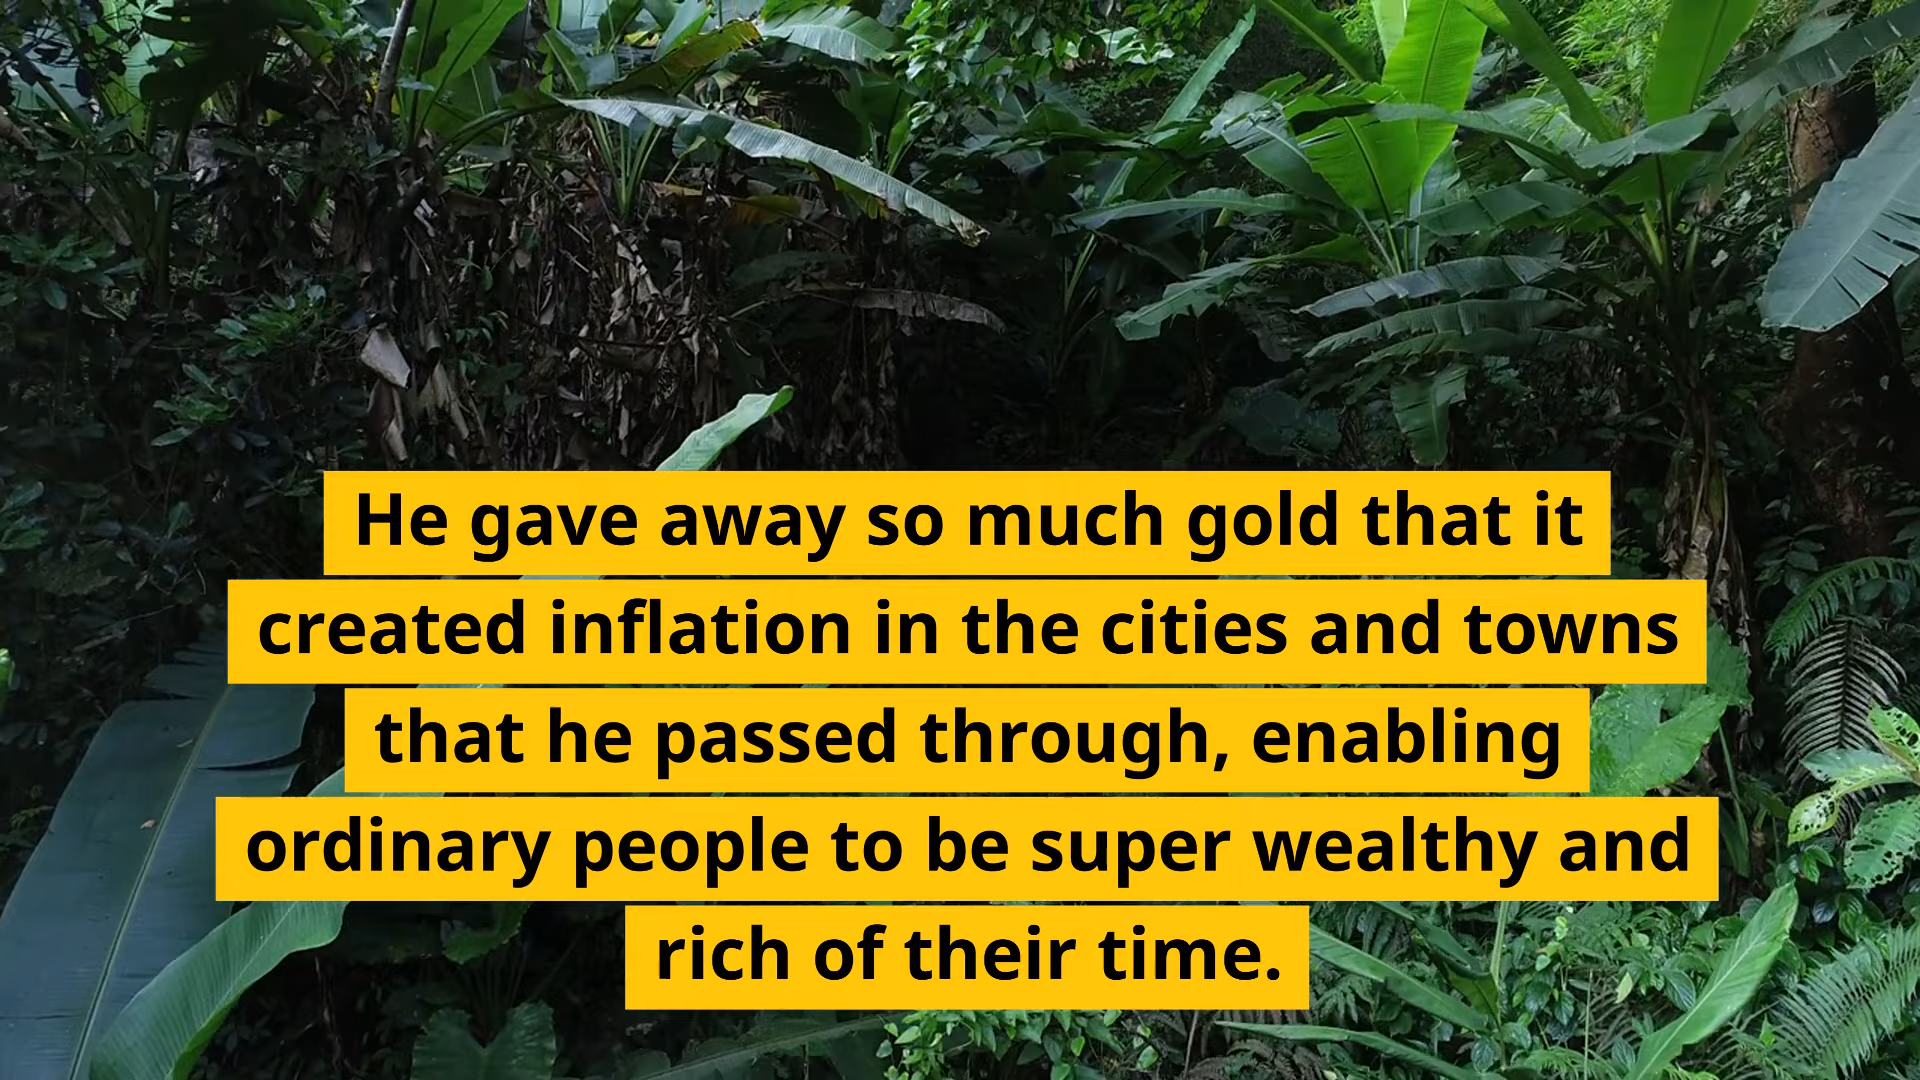 He gave away so much gold that it
created inflation in the cities and towns
that he passed through, enabling
ordinary people to be super wealthy and
rich of their time.